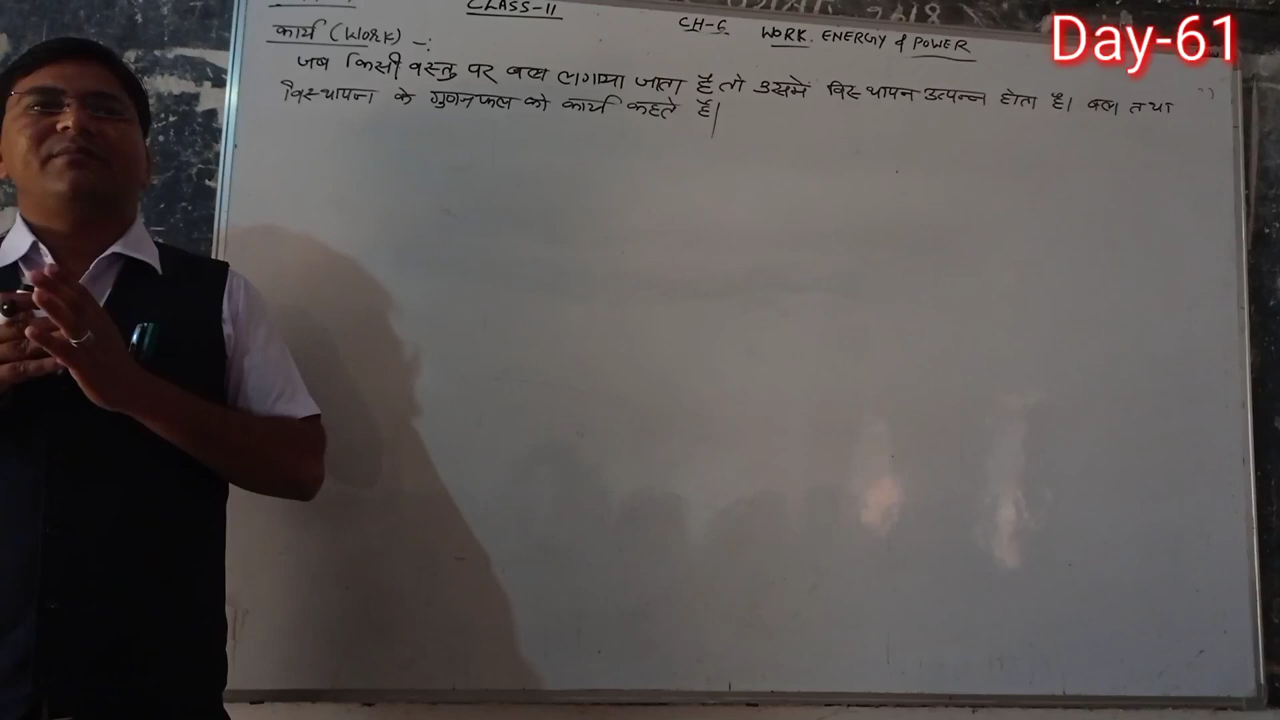 CLASS-11
CH-6 WORK. ENERGY & POWER
Day-61
कार्य (Work) -:
जब किसी वस्तु पर बल लगाया जाता है तो उसमें विस्थापन उत्पन्न होता है। बल तथा
विस्थापन के गुणनफल को कार्य कहते हैं।